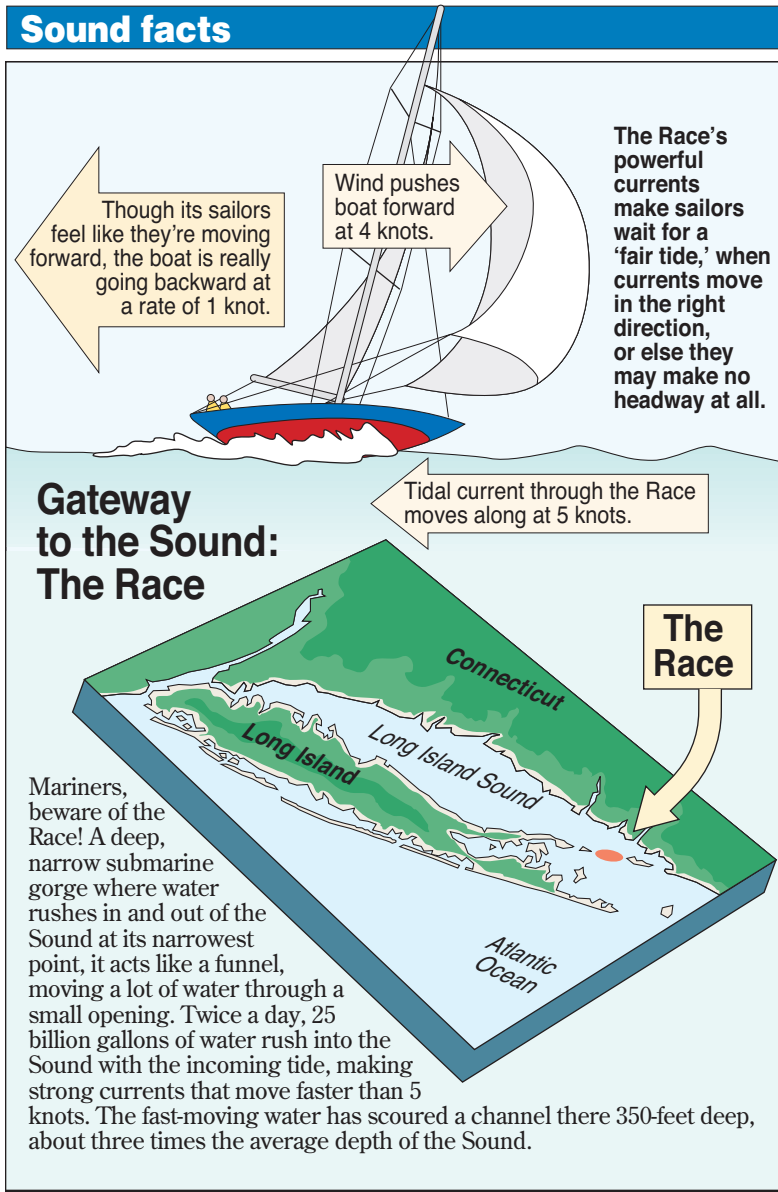 Sound facts
Though its sailors
feel like they're moving
forward, the boat is really
going backward at
a rate of 1 knot.
Wind pushes
boat forward
at 4 knots.
The Race's
powerful
currents
make sailors
wait for a
'fair tide,' when
currents move
in the right
direction,
or else they
may make no
headway at all.
Tidal current through the Race
moves along at 5 knots.
Gateway
to the Sound:
The Race
The
Race
Connecticut
Long Island Sound
Long Island
Atlantic
Ocean
Mariners,
beware of the
Race! A deep,
narrow submarine
gorge where water
rushes in and out of the
Sound at its narrowest
point, it acts like a funnel,
moving a lot of water through a
small opening. Twice a day, 25
billion gallons of water rush into the
Sound with the incoming tide, making
strong currents that move faster than 5
knots. The fast-moving water has scoured a channel there 350-feet deep,
about three times the average depth of the Sound.